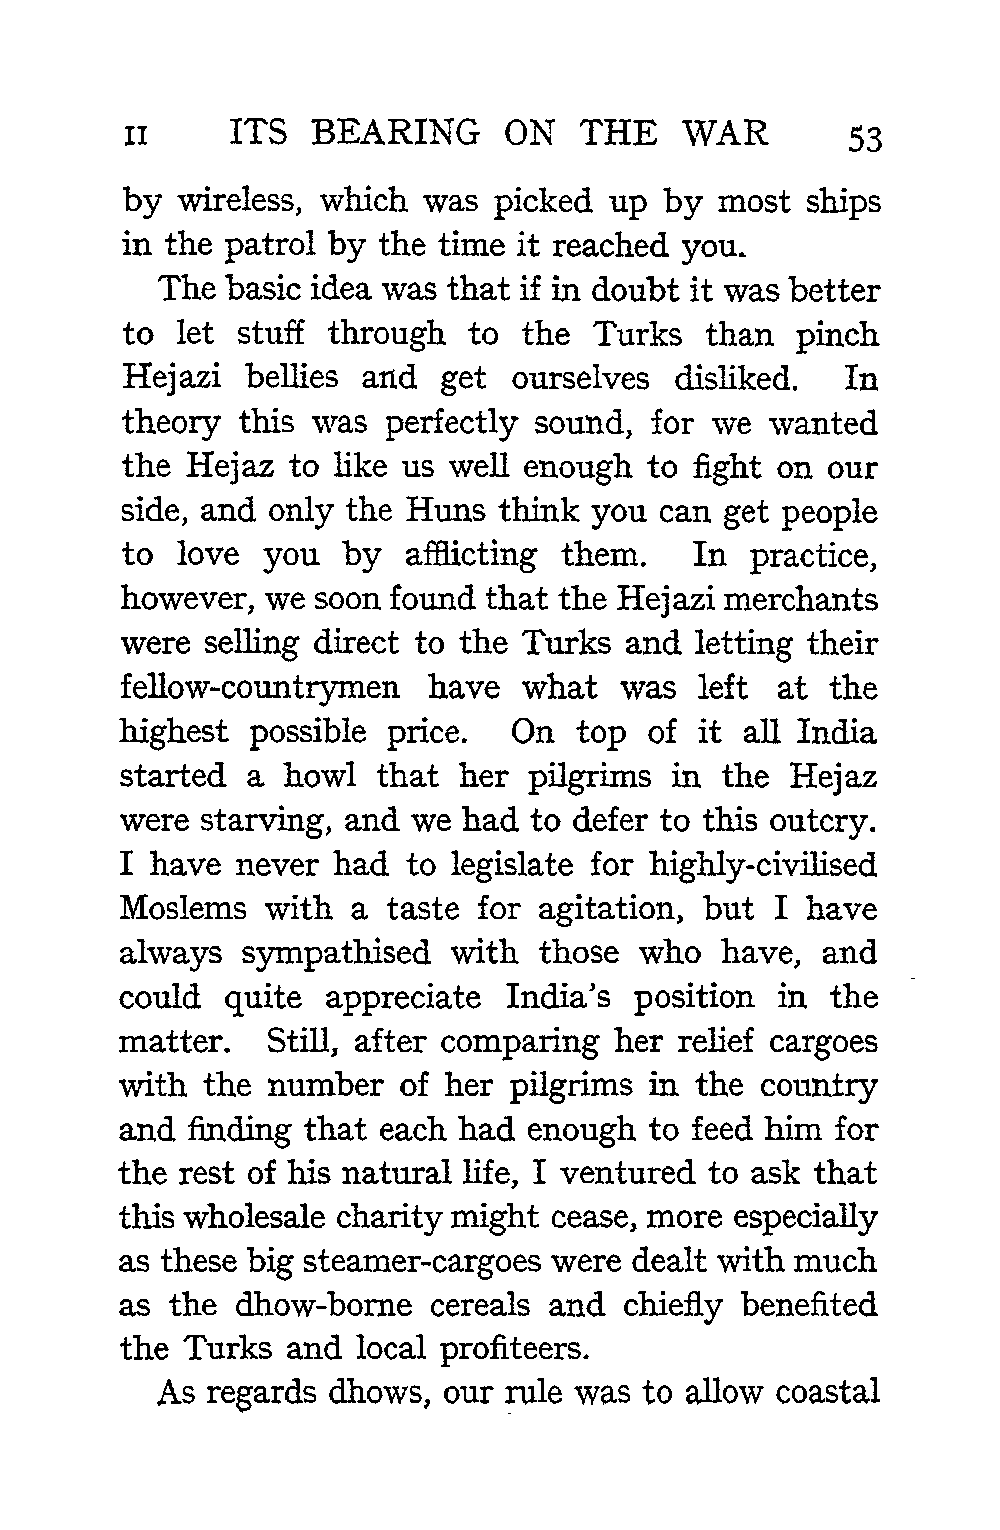 II ITS BEARING ON THE WAR 53
by wireless, which was picked up by most ships
in the patrol by the time it reached you.
The basic idea was that if in doubt it was better
to let stuff through to the Turks than pinch
Hejazi bellies and get ourselves disliked. In
theory this was perfectly sound, for we wanted
the Hejaz to like us well enough to fight on our
side, and only the Huns think you can get people
to love you by afflicting them. In practice,
however, we soon found that the Hejazi merchants
were selling direct to the Turks and letting their
fellow-countrymen have what was left at the
highest possible price. On top of it all India
started a howl that her pilgrims in the Hejaz
were starving, and we had to defer to this outcry.
I have never had to legislate for highly-civilised
Moslems with a taste for agitation, but I have
always sympathised with those who have, and
could quite appreciate India's position in the
matter. Still, after comparing her relief cargoes
with the number of her pilgrims in the country
and finding that each had enough to feed him for
the rest of his natural life, I ventured to ask that
this wholesale charity might cease, more especially
as these big steamer-cargoes were dealt with much
as the dhow-borne cereals and chiefly benefited
the Turks and local profiteers.
As regards dhows, our rule was to allow coastal